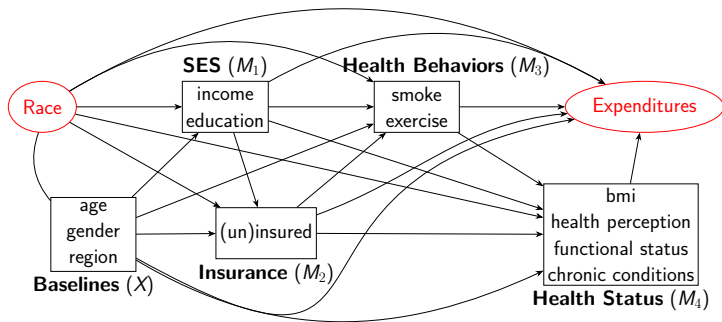 SES (M1)
Health Behaviors (M3)
Race
income
education
smoke
exercise
Expenditures
age
gender
region
Baselines (X)
(un)insured
Insurance (M2)
bmi
health perception
functional status
chronic conditions
Health Status (M4)